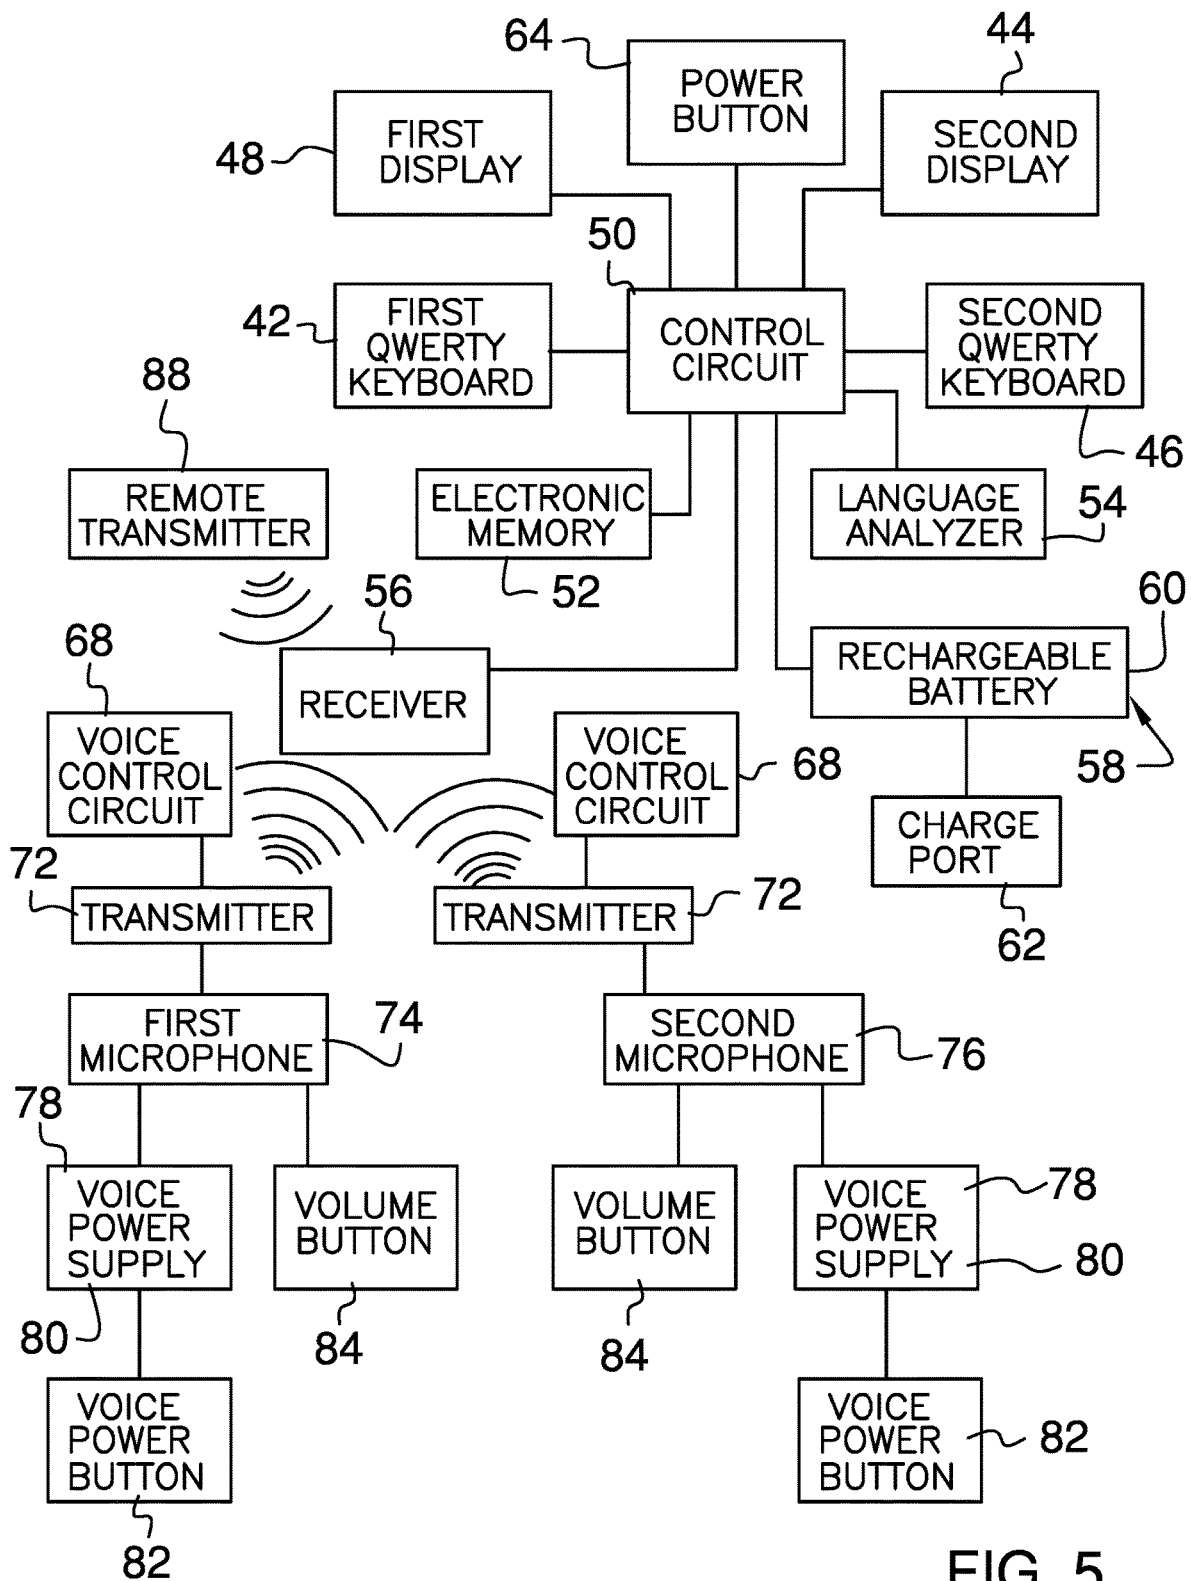 64
POWER
BUTTON
44
FIRST
DISPLAY
48
SECOND
DISPLAY
50
42
FIRST
QWERTY
KEYBOARD
CONTROL
CIRCUIT
SECOND
QWERTY
KEYBOARD
46
88
REMOTE
TRANSMITTER
ELECTRONIC
MEMORY
52
LANGUAGE
ANALYZER
54
56
RECEIVER
60
RECHARGEABLE
BATTERY
58
68
VOICE
CONTROL
CIRCUIT
VOICE
CONTROL
CIRCUIT
68
CHARGE
PORT
62
72
TRANSMITTER
TRANSMITTER
72
FIRST
MICROPHONE
74
SECOND
MICROPHONE
76
78
VOICE
POWER
SUPPLY
80
VOLUME
BUTTON
84
VOLUME
BUTTON
84
VOICE
POWER
SUPPLY
78
80
VOICE
POWER
BUTTON
82
VOICE
POWER
BUTTON
82
FIG. 5